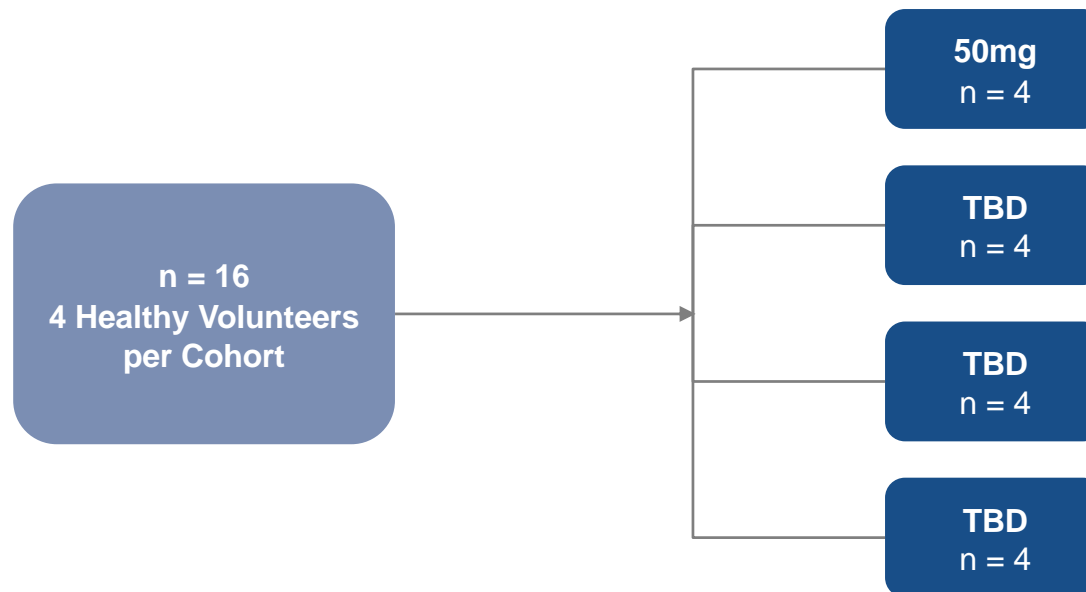 n = 16
4 Healthy Volunteers
per Cohort
50mg
n = 4
TBD
n = 4
TBD
n = 4
TBD
n = 4